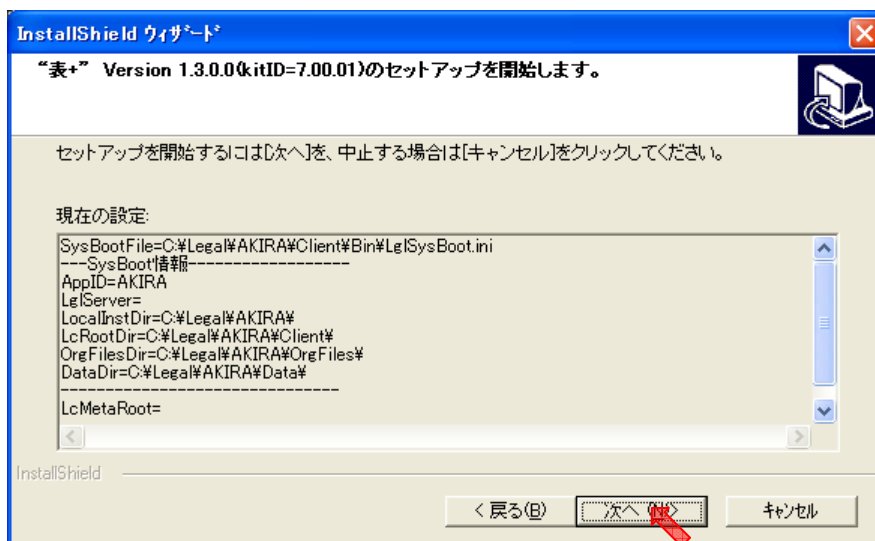 InstallShield ウィザード
“表+” Version 1.3.0.0(kitID=7.00.01)のセットアップを開始します。
セットアップを開始するには[次へ]を、中止する場合は[キャンセル]をクリックしてください。
現在の設定:
SysBootFile=C:¥Legal¥AKIRA¥Client¥Bin¥LglSysBoot.ini
---SysBoot情報------------------
AppID=AKIRA
LglServer=
LocalInstDir=C:¥Legal¥AKIRA¥
LcRootDir=C:¥Legal¥AKIRA¥Client¥
OrgFilesDir=C:¥Legal¥AKIRA¥OrgFiles¥
DataDir=C:¥Legal¥AKIRA¥Data¥
-------------------------------
LcMetaRoot=
InstallShield
< 戻る(B) 次へ (N)> キャンセル